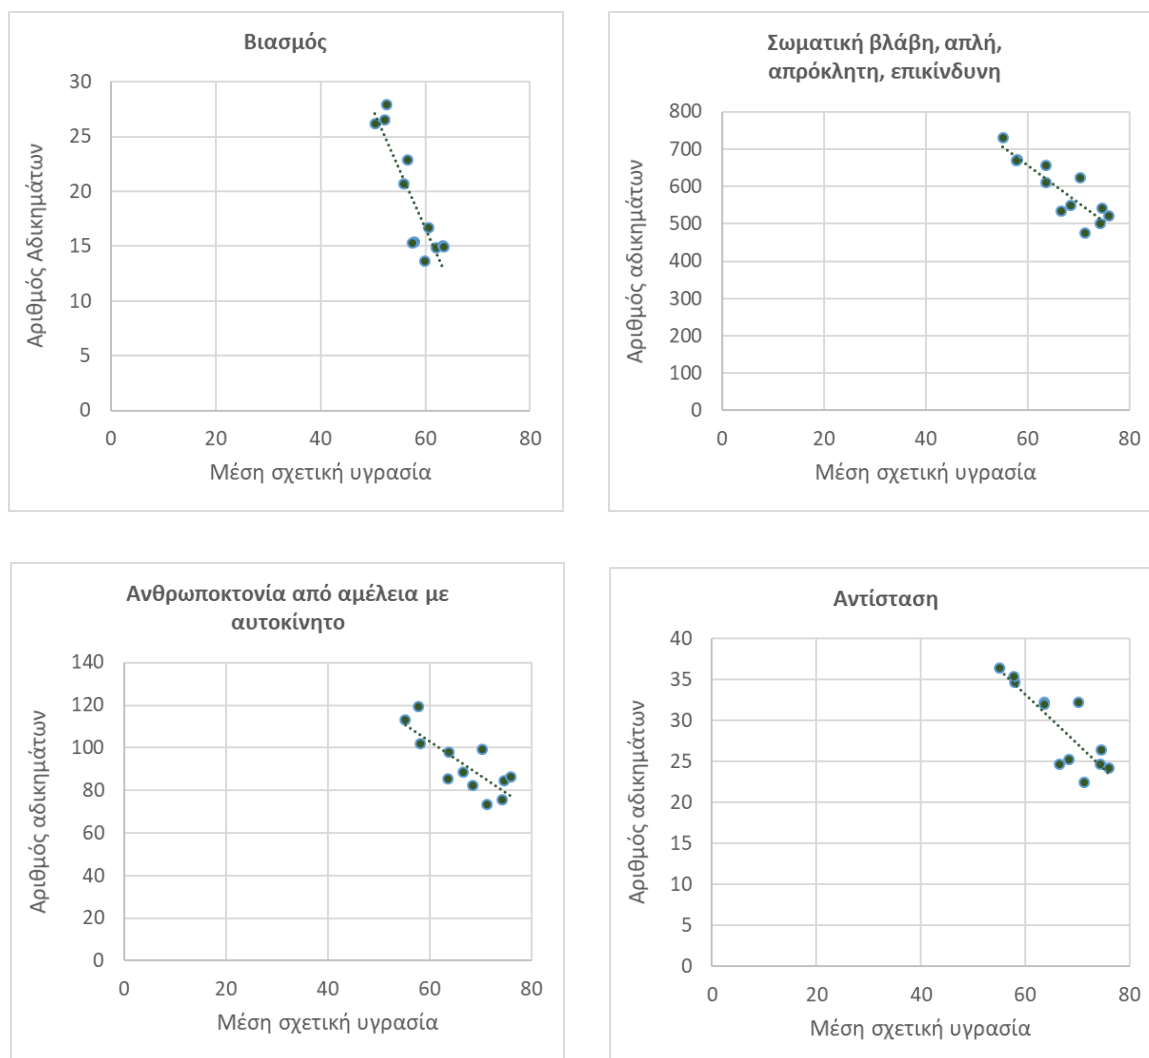 Βιασμός
30
25
20
15
10
5
0
0 20 40 60 80
Αριθμός Αδικημάτων
Μέση σχετική υγρασία
Σωματική βλάβη, απλή,
απρόκλητη, επικίνδυνη
800
700
600
500
400
300
200
100
0
0 20 40 60 80
Αριθμός αδικημάτων
Μέση σχετική υγρασία
Ανθρωποκτονία από αμέλεια με
αυτοκίνητο
140
120
100
80
60
40
20
0
0 20 40 60 80
Αριθμός αδικημάτων
Μέση σχετική υγρασία
Αντίσταση
40
35
30
25
20
15
10
5
0
0 20 40 60 80
Αριθμός αδικημάτων
Μέση σχετική υγρασία